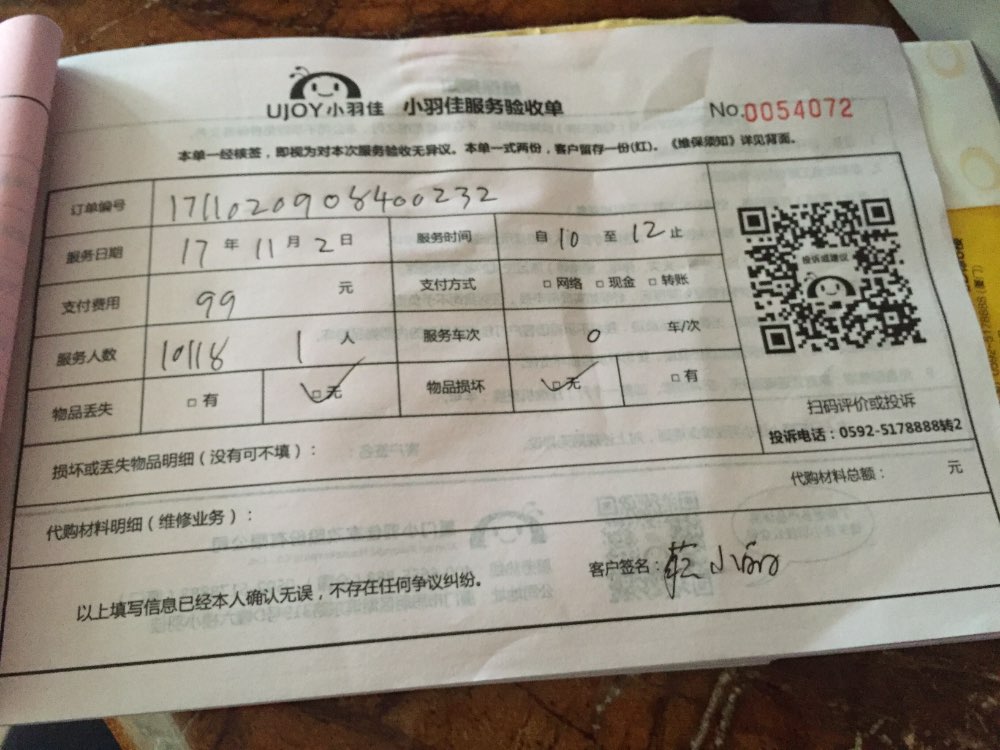 UJOY小羽佳 小羽佳服务验收单 No.0054072
本单一经核签，即视为对本次服务验收无异议。本单一式两份，客户留存一份(红)。《维保须知》详见背面。
订单编号 1711020908400232
服务日期 17 年 11 月 2 日 服务时间 自 10 至 12 止
支付费用 99 元 支付方式 □ 网络 □ 现金 □ 转账
服务人数 10118 1 人 服务车次 0 车/次
物品丢失 □ 有 □ 无 物品损坏 □ 无 □ 有
投诉或建议
扫码评价或投诉
投诉电话：0592-5178888转2
损坏或丢失物品明细（没有可不填）：
代购材料总额： 元
代购材料明细（维修业务）：
客户签名：
以上填写信息已经本人确认无误，不存在任何争议纠纷。